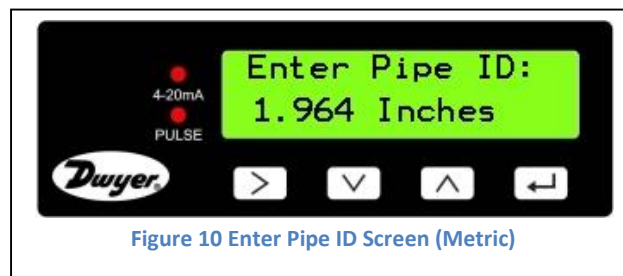 Enter Pipe ID:
1.964 Inches
4-20mA
PULSE
Dwyer®
Figure 10 Enter Pipe ID Screen (Metric)